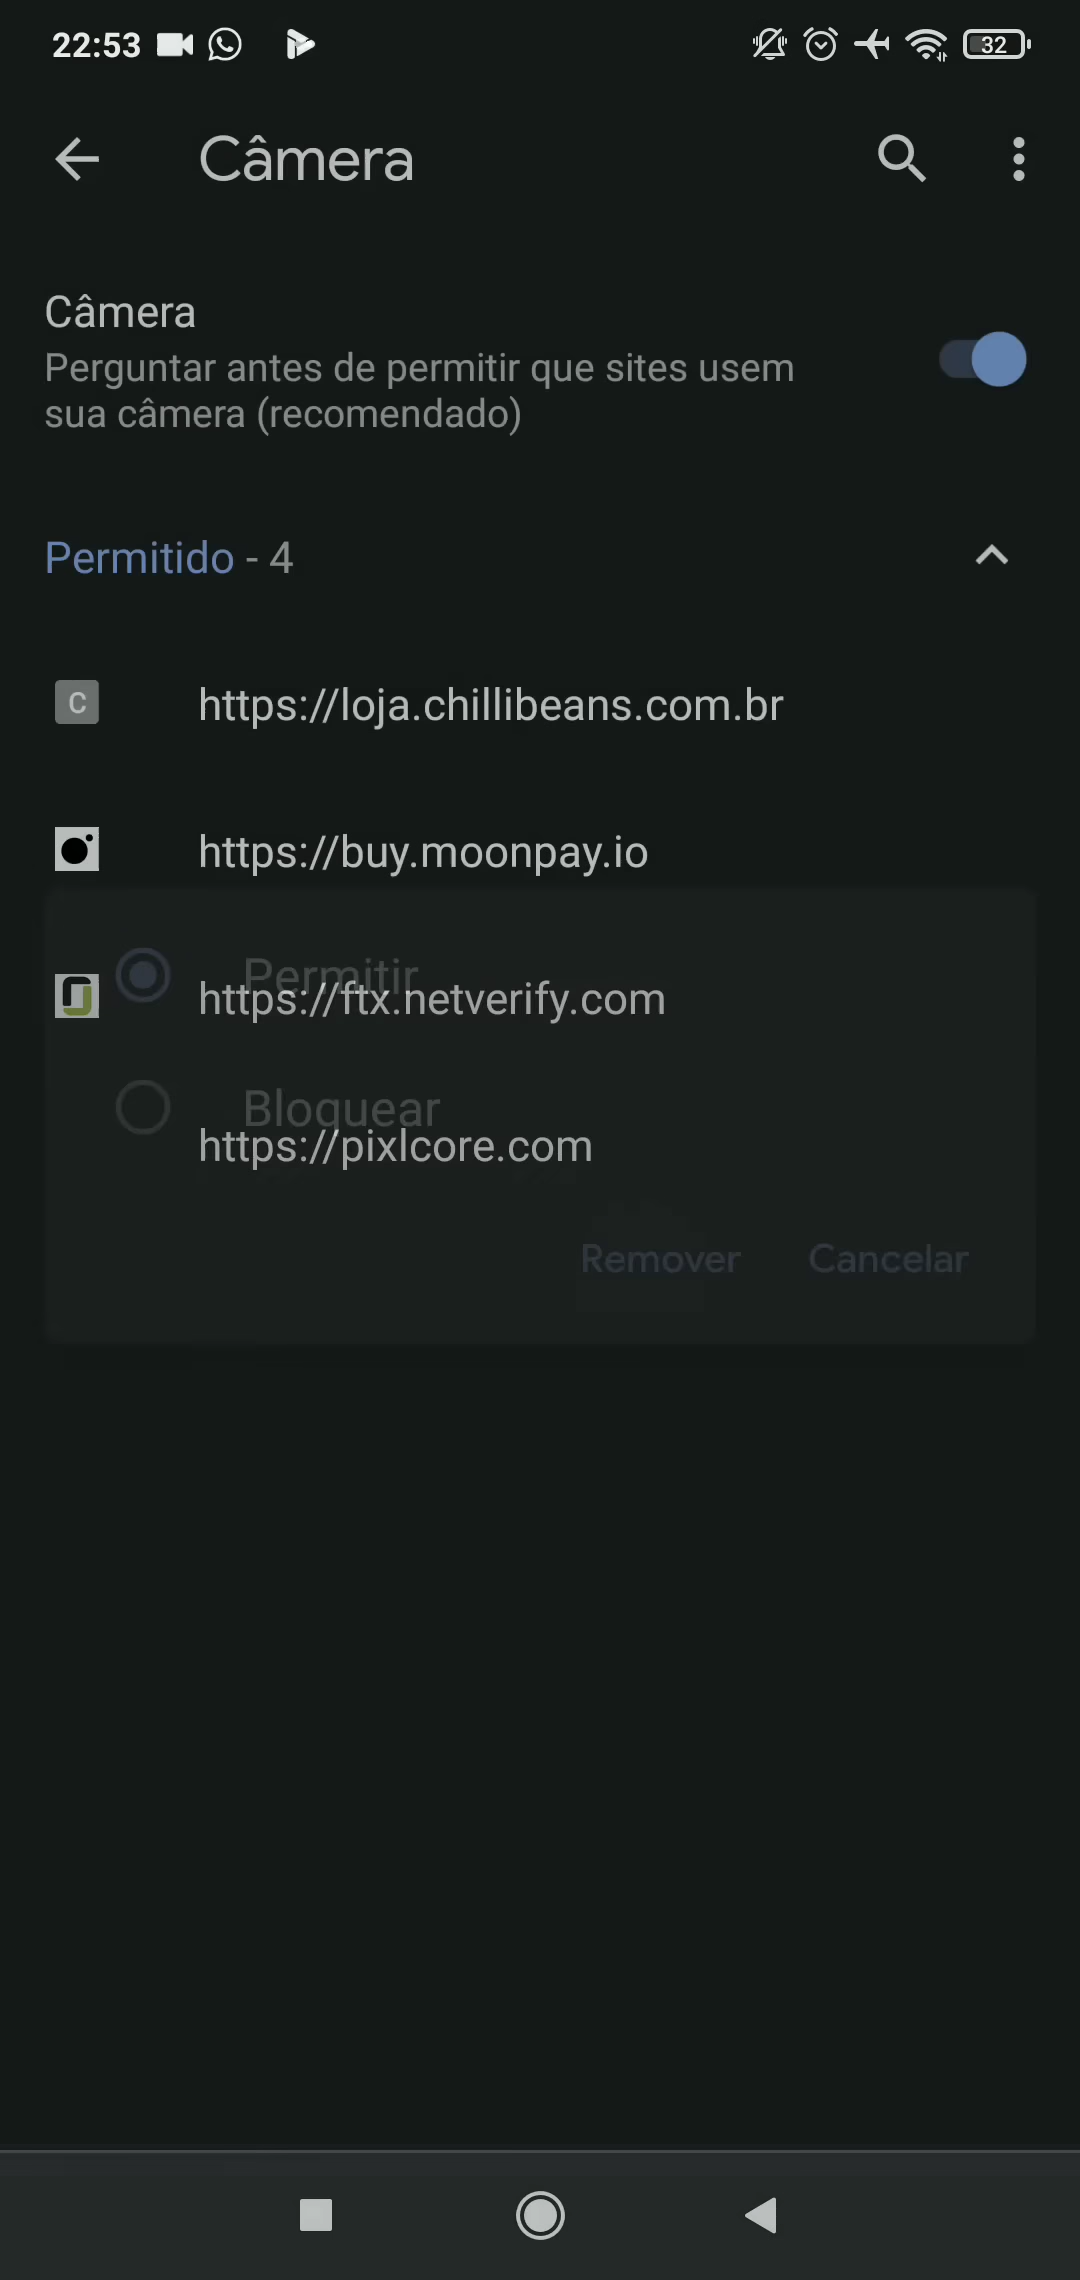 22:53
32
Câmera
Câmera
Perguntar antes de permitir que sites usem
sua câmera (recomendado)
Permitido - 4
C
https://loja.chillibeans.com.br
https://buy.moonpay.io
Permitir
https://ftx.netverify.com
Bloquear
https://pixlcore.com
Remover
Cancelar